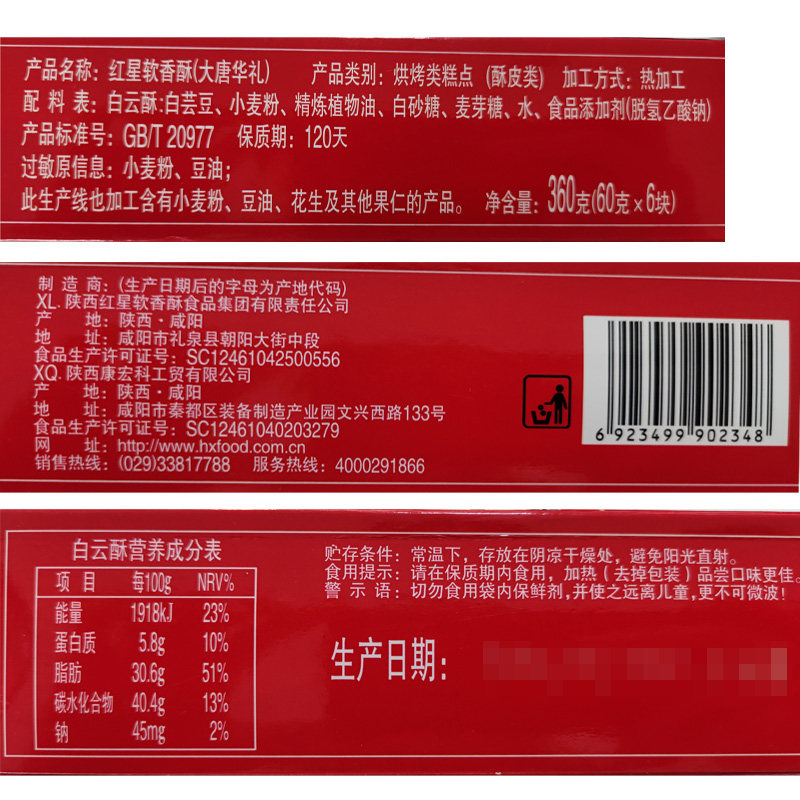 产品名称：红星软香酥(大唐华礼) 产品类别：烘烤类糕点 (酥皮类) 加工方式：热加工
配 料 表：白云酥:白芸豆、小麦粉、精炼植物油、白砂糖、麦芽糖、水、食品添加剂(脱氢乙酸钠)
产品标准号：GB/T 20977 保质期：120天
过敏原信息：小麦粉、豆油；
此生产线也加工含有小麦粉、豆油、花生及其他果仁的产品。 净含量：360克(60克×6块)
制 造 商：(生产日期后的字母为产地代码)
XL. 陕西红星软香酥食品集团有限责任公司
产 地：陕西·咸阳
地 址：咸阳市礼泉县朝阳大街中段
食品生产许可证号：SC12461042500556
XQ. 陕西康宏科工贸有限公司
产 地：陕西·咸阳
地 址：咸阳市秦都区装备制造产业园文兴西路133号
食品生产许可证号：SC12461040203279
网 址：http://www.hxfood.com.cn
销售热线：(029)33817788 服务热线：4000291866
6 923499 902348
白云酥营养成分表
项 目 每100g NRV%
能量 1918kJ 23%
蛋白质 5.8g 10%
脂肪 30.6g 51%
碳水化合物 40.4g 13%
钠 45mg 2%
贮存条件：常温下，存放在阴凉干燥处，避免阳光直射。
食用提示：请在保质期内食用，加热（去掉包装）品尝口味更佳。
警 示 语：切勿食用袋内保鲜剂,并使之远离儿童，更不可微波！
生产日期：